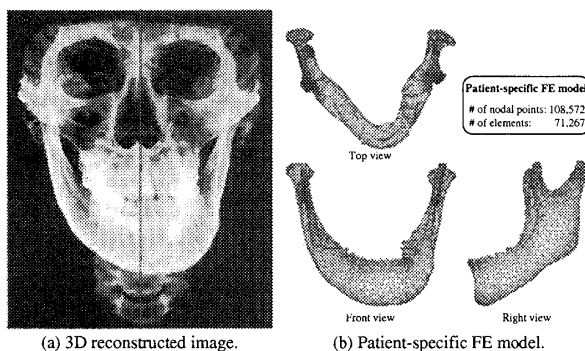 Top view
Patient-specific FE model
# of nodal points: 108,572
# of elements: 71,267
Front view
Right view
(a) 3D reconstructed image.
(b) Patient-specific FE model.